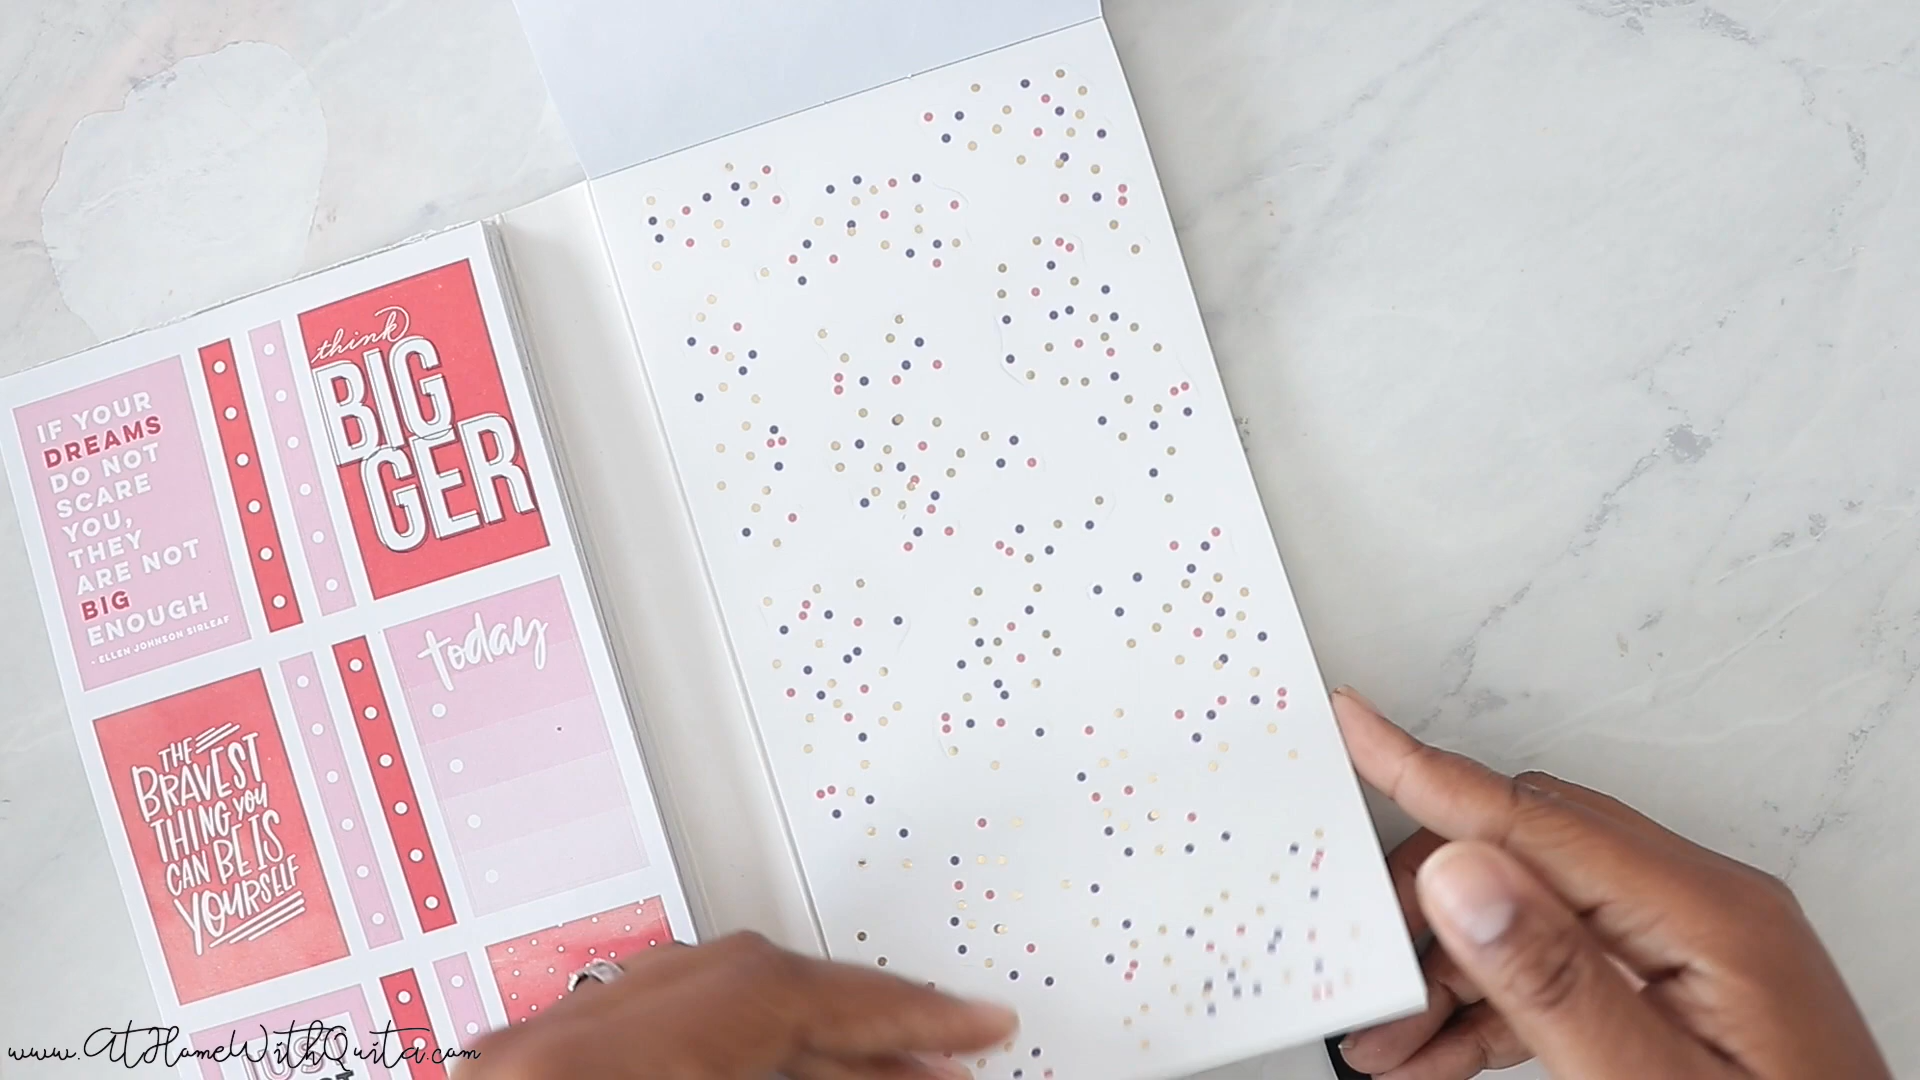 IF YOUR
DREAMS
DO NOT
SCARE
YOU,
THEY
ARE NOT
BIG
ENOUGH
- ELLEN JOHNSON SIRLEAF
think
BIG
GER
today
THE
BRAVEST
THING you
CAN BE IS
YOURSELF
www.AtHomeWithQuita.com